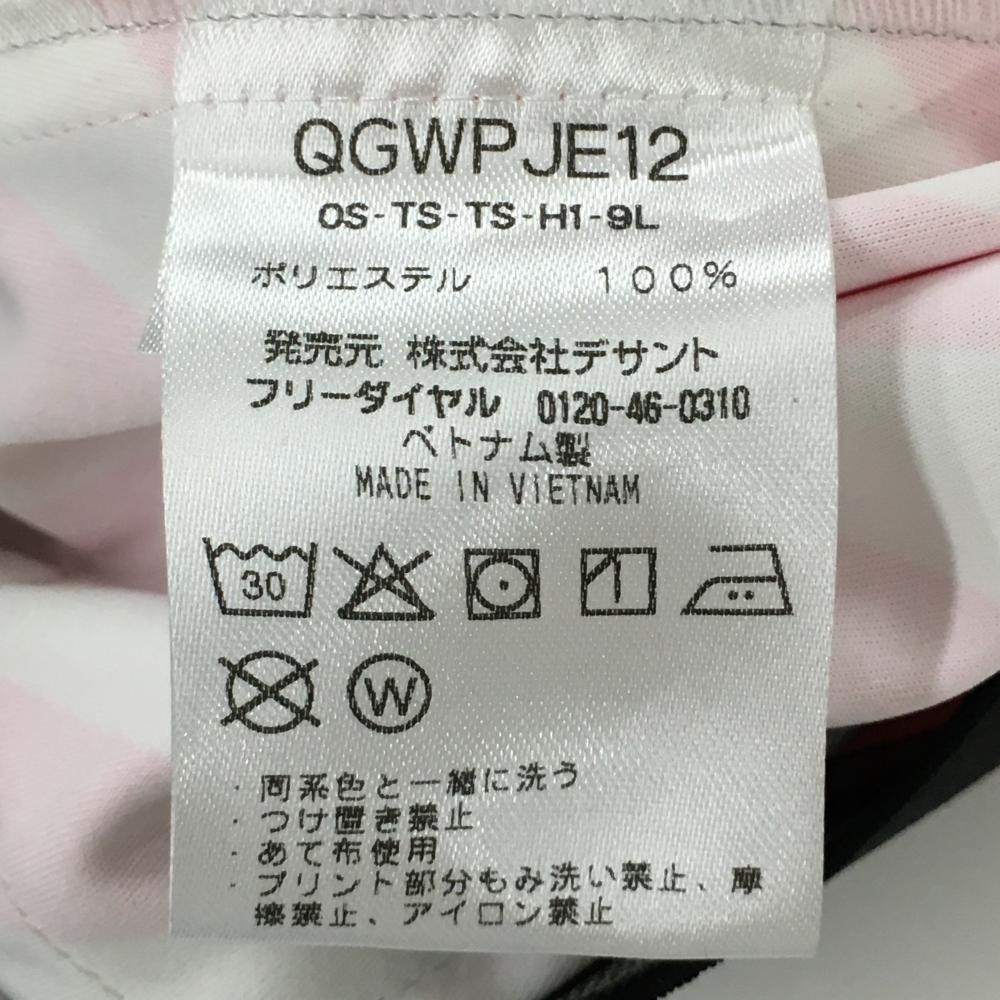 QGWPJE12
OS-TS-TS-H1-9L
ポリエステル 100%
発売元 株式会社デサント
フリーダイヤル 0120-46-0310
ベトナム製
MADE IN VIETNAM
30
W
・同系色と一緒に洗う
・つけ置き禁止
・あて布使用
・プリント部分もみ洗い禁止、摩
擦禁止、アイロン禁止